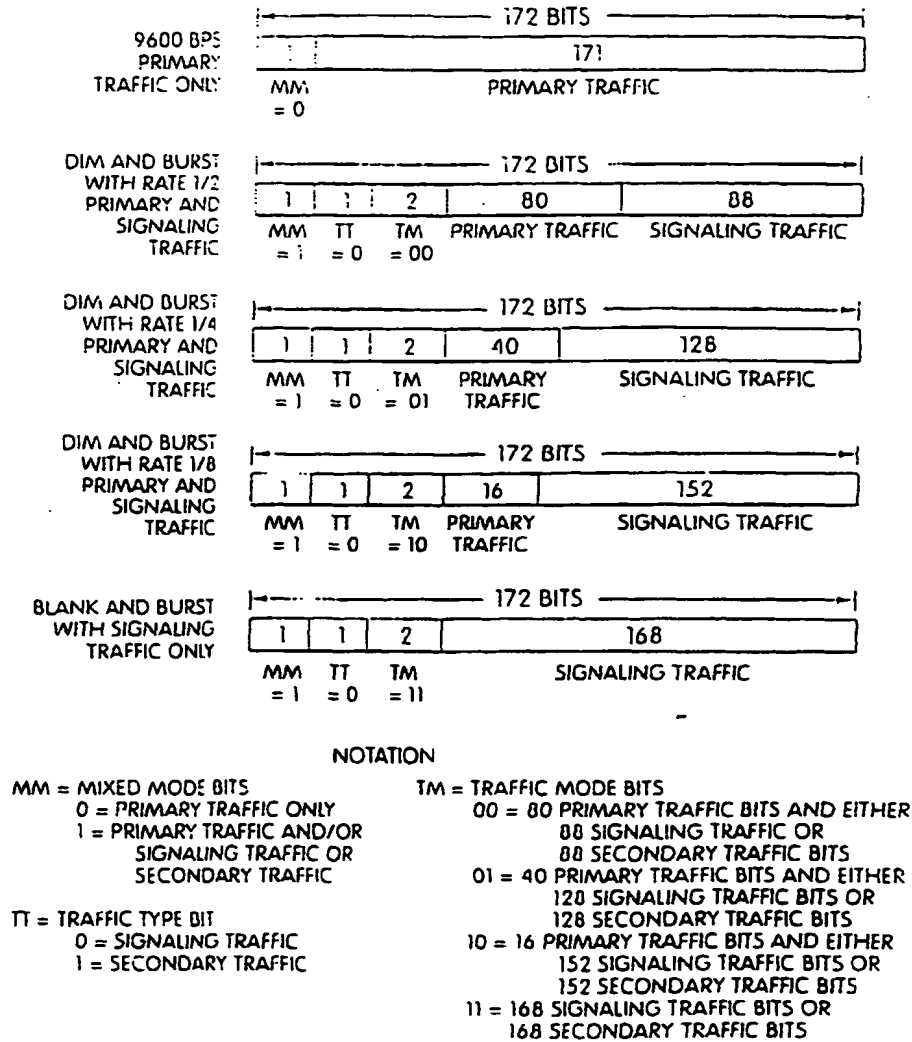 172 BITS
9600 BPS
PRIMARY
TRAFFIC ONLY
1 171
MM PRIMARY TRAFFIC
= 0
DIM AND BURST
WITH RATE 1/2
PRIMARY AND
SIGNALING
TRAFFIC
172 BITS
1 1 2 80 88
MM TT TM PRIMARY TRAFFIC SIGNALING TRAFFIC
= 1 = 0 = 00
DIM AND BURST
WITH RATE 1/4
PRIMARY AND
SIGNALING
TRAFFIC
172 BITS
1 1 2 40 128
MM TT TM PRIMARY SIGNALING TRAFFIC
= 1 = 0 = 01 TRAFFIC
DIM AND BURST
WITH RATE 1/8
PRIMARY AND
SIGNALING
TRAFFIC
172 BITS
1 1 2 16 152
MM TT TM PRIMARY SIGNALING TRAFFIC
= 1 = 0 = 10 TRAFFIC
BLANK AND BURST
WITH SIGNALING
TRAFFIC ONLY
172 BITS
1 1 2 168
MM TT TM SIGNALING TRAFFIC
= 1 = 0 = 11
NOTATION
MM = MIXED MODE BITS
0 = PRIMARY TRAFFIC ONLY
1 = PRIMARY TRAFFIC AND/OR
SIGNALING TRAFFIC OR
SECONDARY TRAFFIC
TT = TRAFFIC TYPE BIT
0 = SIGNALING TRAFFIC
1 = SECONDARY TRAFFIC
TM = TRAFFIC MODE BITS
00 = 80 PRIMARY TRAFFIC BITS AND EITHER
88 SIGNALING TRAFFIC OR
88 SECONDARY TRAFFIC BITS
01 = 40 PRIMARY TRAFFIC BITS AND EITHER
128 SIGNALING TRAFFIC BITS OR
128 SECONDARY TRAFFIC BITS
10 = 16 PRIMARY TRAFFIC BITS AND EITHER
152 SIGNALING TRAFFIC BITS OR
152 SECONDARY TRAFFIC BITS
11 = 168 SIGNALING TRAFFIC BITS OR
168 SECONDARY TRAFFIC BITS